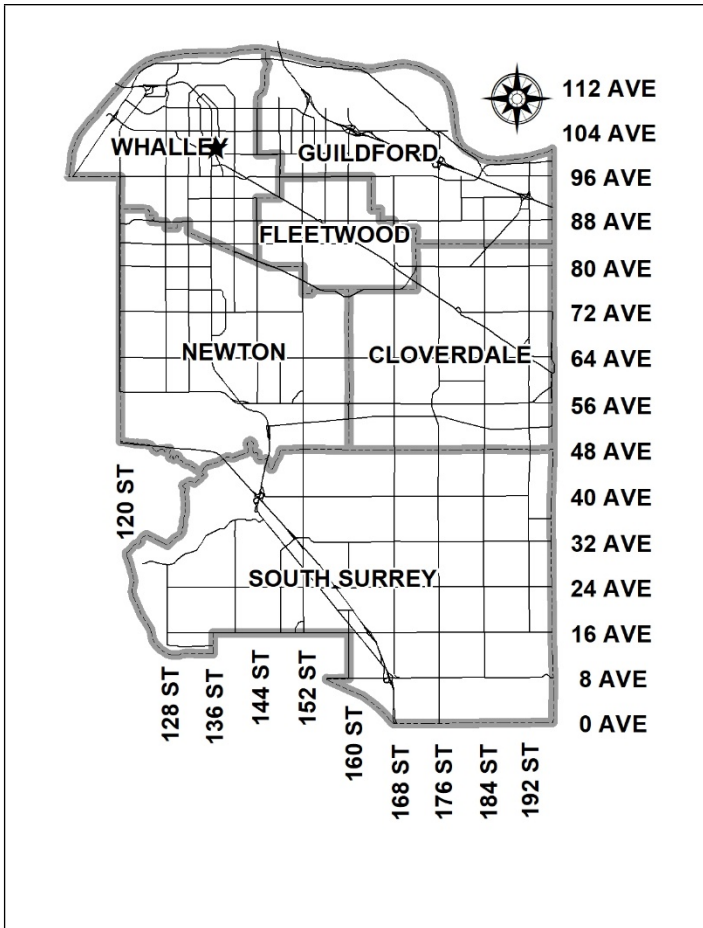 112 AVE
104 AVE
WHALLEY
GUILDFORD
96 AVE
88 AVE
FLEETWOOD
80 AVE
72 AVE
NEWTON
CLOVERDALE
64 AVE
56 AVE
48 AVE
120 ST
40 AVE
32 AVE
SOUTH SURREY
24 AVE
16 AVE
8 AVE
0 AVE
128 ST
136 ST
144 ST
152 ST
160 ST
168 ST
176 ST
184 ST
192 ST